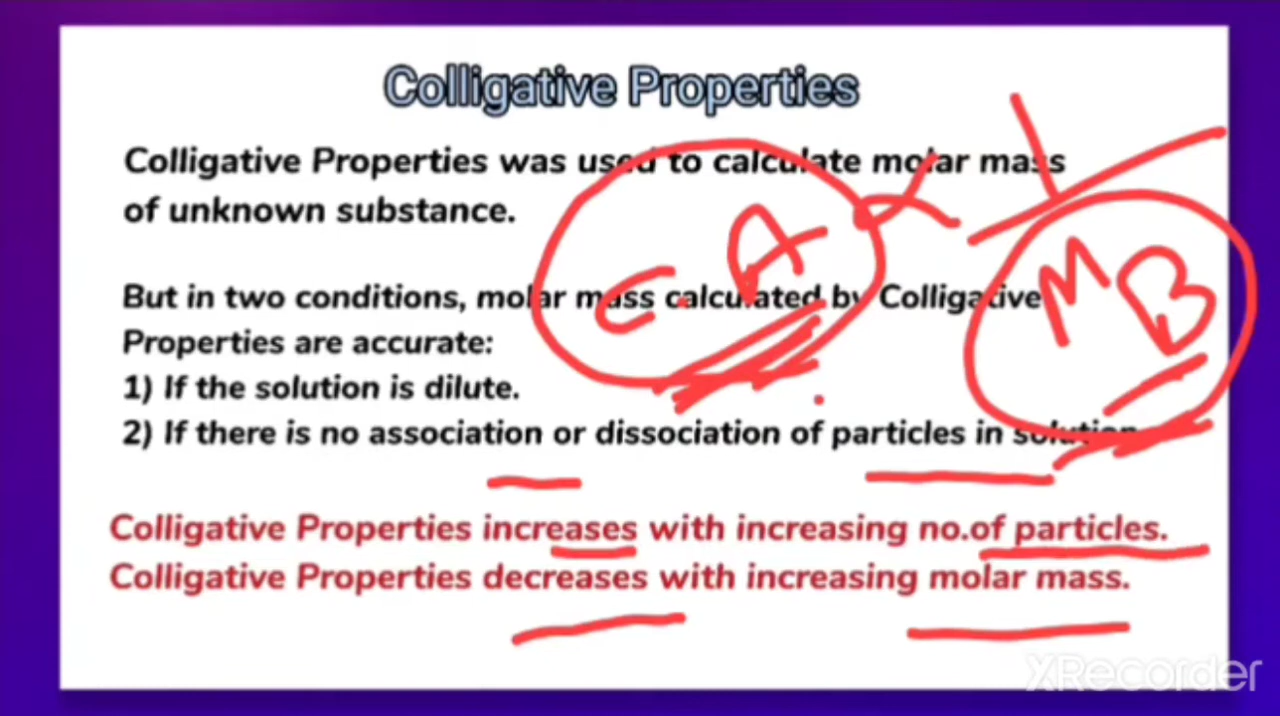 Colligative Properties
Colligative Properties was used to calculate molar mass
of unknown substance.
But in two conditions, molar mass calculated by Colligative
Properties are accurate:
1) If the solution is dilute.
2) If there is no association or dissociation of particles in solution
C.A ∝ 1
MB
Colligative Properties increases with increasing no.of particles.
Colligative Properties decreases with increasing molar mass.
XRecorder